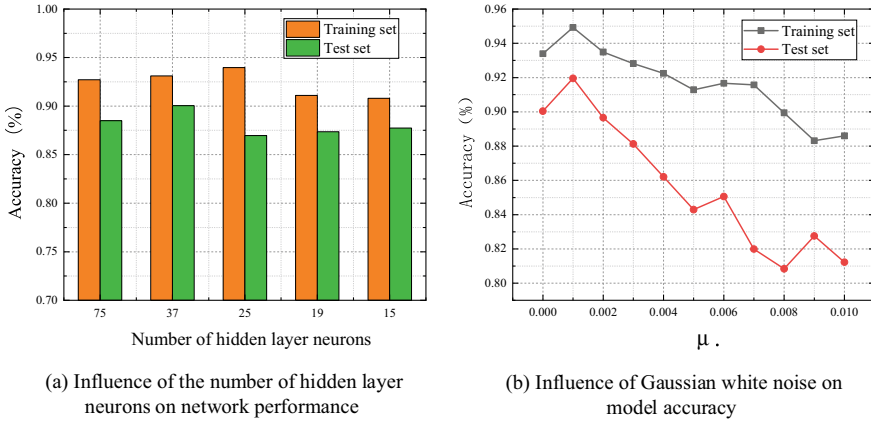 1.00
0.95
0.90
0.85
0.80
0.75
0.70
Accuracy (%)
Training set
Test set
75 37 25 19 15
Number of hidden layer neurons
(a) Influence of the number of hidden layer
neurons on network performance
0.96
0.94
0.92
0.90
0.88
0.86
0.84
0.82
0.80
Accuracy (%)
Training set
Test set
0.000 0.002 0.004 0.006 0.008 0.010
μ .
(b) Influence of Gaussian white noise on
model accuracy